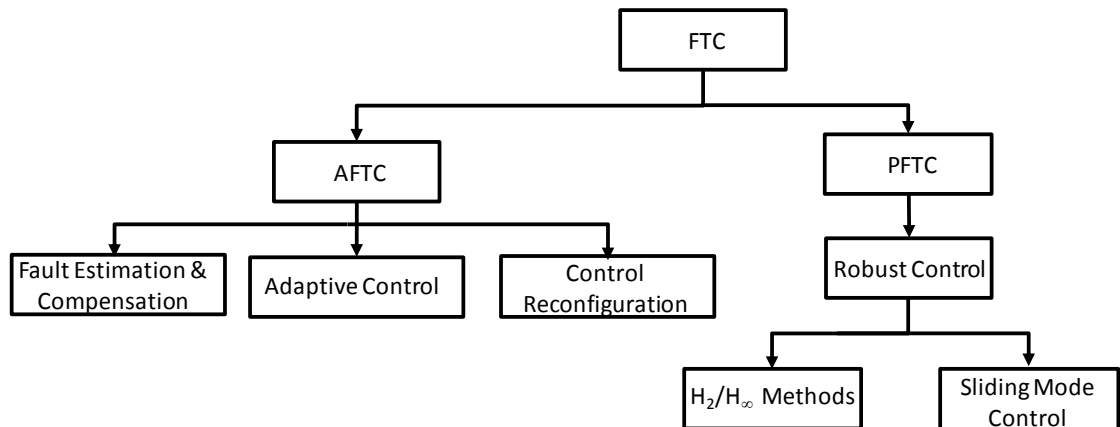 FTC
AFTC
PFTC
Fault Estimation &
Compensation
Adaptive Control
Control
Reconfiguration
Robust Control
H₂/H∞ Methods
Sliding Mode
Control